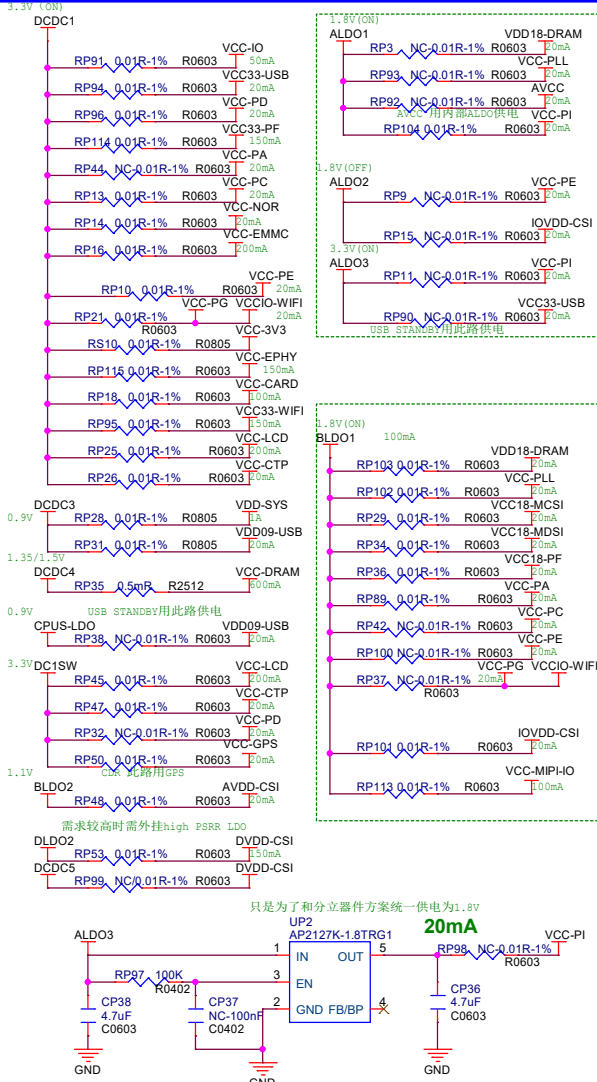 3.3V (ON)
DCDC1
RP91 0.01R-1% R0603 VCC-IO 50mA
RP94 0.01R-1% R0603 VCC33-USB 20mA
RP96 0.01R-1% R0603 VCC-PD 20mA
RP114 0.01R-1% R0603 VCC33-PF 150mA
RP44 NC-0.01R-1% R0603 VCC-PA 20mA
RP13 0.01R-1% R0603 VCC-PC 20mA
RP14 0.01R-1% R0603 VCC-NOR 20mA
RP16 0.01R-1% R0603 VCC-EMMC 200mA
RP10 0.01R-1% R0603 VCC-PE 20mA
RP21 0.01R-1% R0603 VCC-PG VCCIO-WIFI 20mA
RS10 0.01R-1% R0805 VCC-3V3
RP115 0.01R-1% R0603 VCC-EPHY 150mA
RP18 0.01R-1% R0603 VCC-CARD 100mA
RP95 0.01R-1% R0603 VCC33-WIFI 150mA
RP25 0.01R-1% R0603 VCC-LCD 200mA
RP26 0.01R-1% R0603 VCC-CTP 20mA
0.9V
DCDC3
RP28 0.01R-1% R0805 VDD-SYS 1A
RP31 0.01R-1% R0805 VDD09-USB 20mA
1.35/1.5V
DCDC4
RP35 0.5mR R2512 VCC-DRAM 600mA
0.9V USB STANDBY用此路供电
CPUS-LDO
RP38 NC-0.01R-1% R0603 VDD09-USB 20mA
3.3V DC1SW
RP45 0.01R-1% R0603 VCC-LCD 200mA
RP47 0.01R-1% R0603 VCC-CTP 20mA
RP32 NC-0.01R-1% R0603 VCC-PD 20mA
RP50 0.01R-1% R0603 VCC-GPS 20mA
1.1V CDR 此路用GPS
BLDO2
RP48 0.01R-1% R0603 AVDD-CSI 20mA
需求较高时需外挂high PSRR LDO
DLDO2
RP53 0.01R-1% R0603 DVDD-CSI 150mA
DCDC5
RP99 NC/0.01R-1% R0603 DVDD-CSI
1.8V(ON)
ALDO1
RP3 NC-0.01R-1% R0603 VDD18-DRAM 20mA
RP93 NC-0.01R-1% R0603 VCC-PLL 20mA
RP92 NC-0.01R-1% R0603 AVCC 20mA
AVCC 用内部ALDO供电
RP104 0.01R-1% R0603 VCC-PI 20mA
1.8V(OFF)
ALDO2
RP9 NC-0.01R-1% R0603 VCC-PE 20mA
RP15 NC-0.01R-1% R0603 IOVDD-CSI 20mA
3.3V(ON)
ALDO3
RP11 NC-0.01R-1% R0603 VCC-PI 20mA
RP90 NC-0.01R-1% R0603 VCC33-USB 20mA
USB STANDBY用此路供电
1.8V(ON)
BLDO1 100mA
RP103 0.01R-1% R0603 VDD18-DRAM 20mA
RP102 0.01R-1% R0603 VCC-PLL 20mA
RP29 NC-0.01R-1% R0603 VCC18-MCSI 20mA
RP34 NC-0.01R-1% R0603 VCC18-MDSI 20mA
RP36 NC-0.01R-1% R0603 VCC18-PF 20mA
RP89 NC-0.01R-1% R0603 VCC-PA 20mA
RP42 NC-0.01R-1% R0603 VCC-PC 20mA
RP100 NC-0.01R-1% R0603 VCC-PE 20mA
RP37 NC-0.01R-1% R0603 VCC-PG 20mA VCCIO-WIFI
RP101 0.01R-1% R0603 IOVDD-CSI 20mA
RP113 0.01R-1% R0603 VCC-MIPI-IO 100mA
只是为了和分立器件方案统一供电为1.8V
UP2
AP2127K-1.8TRG1
20mA
ALDO3
1 IN OUT 5
RP98 NC-0.01R-1% R0603 VCC-PI
RP97 100K R0402
3 EN
2 GND FB/BP 4
CP38 4.7uF C0603
CP37 NC-100nF C0402
CP36 4.7uF C0603
GND
GND
GND